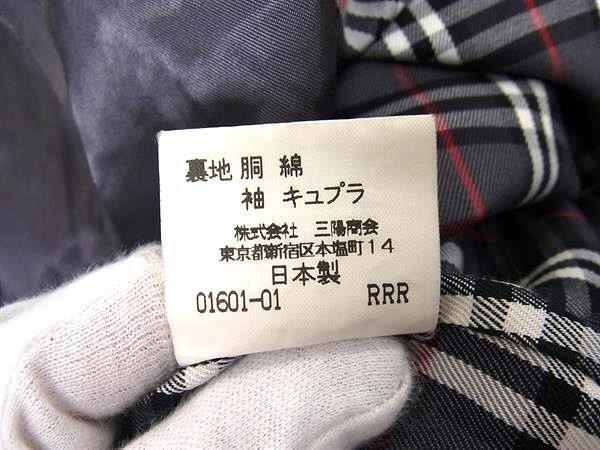 裏地 胴 綿
袖 キュプラ
株式会社 三陽商会
東京都新宿区本塩町14
日本製
01601-01 RRR